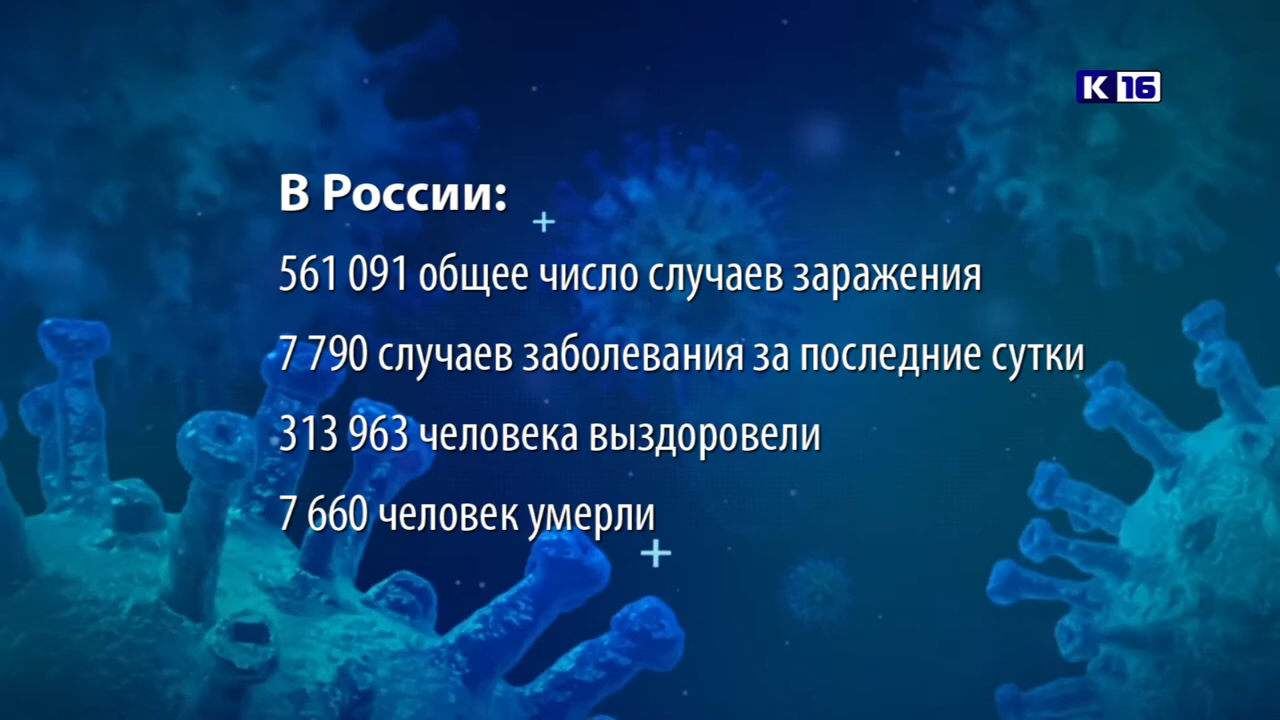 К 16
В России:
561 091 общее число случаев заражения
7 790 случаев заболевания за последние сутки
313 963 человека выздоровели
7 660 человек умерли